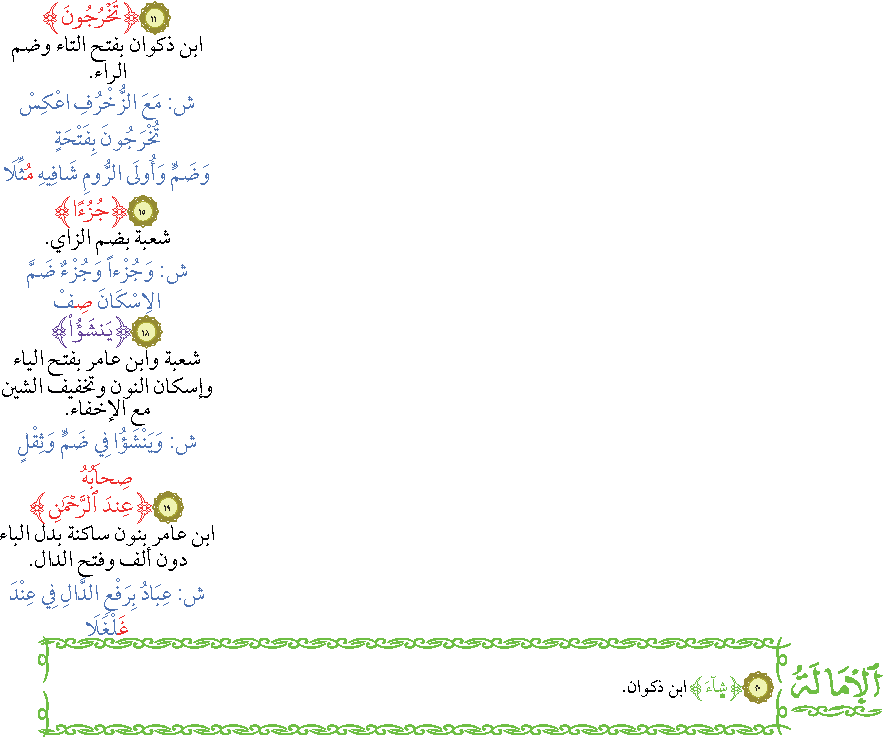 ١١ ﴿تَخْرُجُونَ﴾
ابن ذكوان بفتح التاء وضم
الراء.
ش: مَعَ الزُّخْرُفِ اعْكِسْ
تُخْرَجُونَ بِفَتْحَةٍ
وَضَمٌّ وَأُولَى الرُّومِ شَافِيهِ مُثِّلَا
١٥ ﴿جُزُءًا﴾
شعبة بضم الزاي.
ش: وَجُزْءاً وَجُزْءٌ ضَمَّ
الِاسْكَانَ صِفْ
١٨ ﴿يَنشَؤُا﴾
شعبة وابن عامر بفتح الياء
وإسكان النون وتخفيف الشين
مع الإخفاء.
ش: وَيَنْشَؤُا فِي ضَمٌّ وَثِقْلٍ
صِحابُهُ
١٩ ﴿عِندَ ٱلرَّحْمَٰنِ﴾
ابن عامر بنون ساكنة بدل الباء
دون ألف وفتح الدال.
ش: عِبَادُ بِرَفْعِ الدَّالِ فِي عِنْدَ
غَلْغَلَا
ٱلْإِمَالَةُ
٢٠ ﴿شَآءَ﴾ ابن ذكوان.